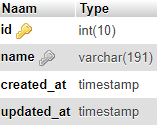 Naam Type
id int(10)
name varchar(191)
created_at timestamp
updated_at timestamp